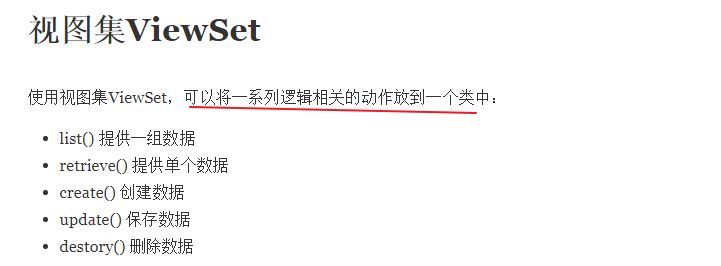 视图集ViewSet
使用视图集ViewSet，可以将一系列逻辑相关的动作放到一个类中：
• list() 提供一组数据
• retrieve() 提供单个数据
• create() 创建数据
• update() 保存数据
• destory() 删除数据